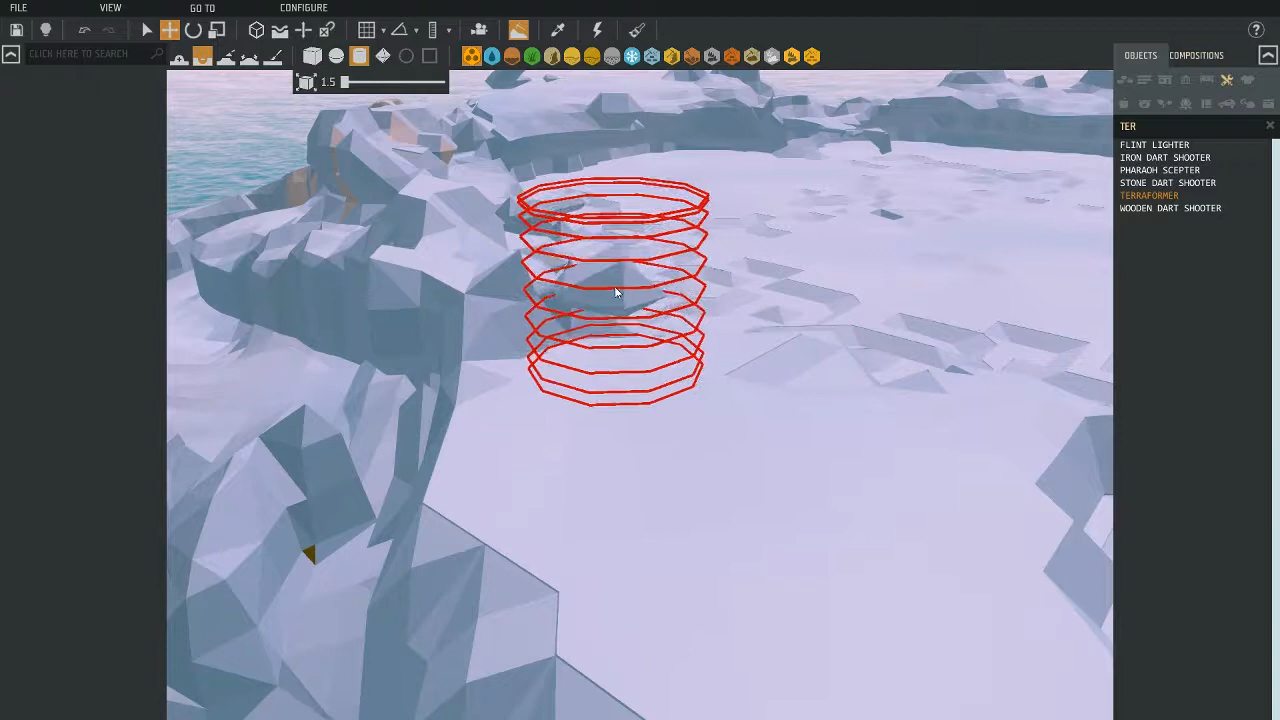 FILE
VIEW
GO TO
CONFIGURE
CLICK HERE TO SEARCH
OBJECTS
COMPOSITIONS
1.5
TER
FLINT LIGHTER
IRON DART SHOOTER
PHARAOH SCEPTER
STONE DART SHOOTER
TERRAFORMER
WOODEN DART SHOOTER